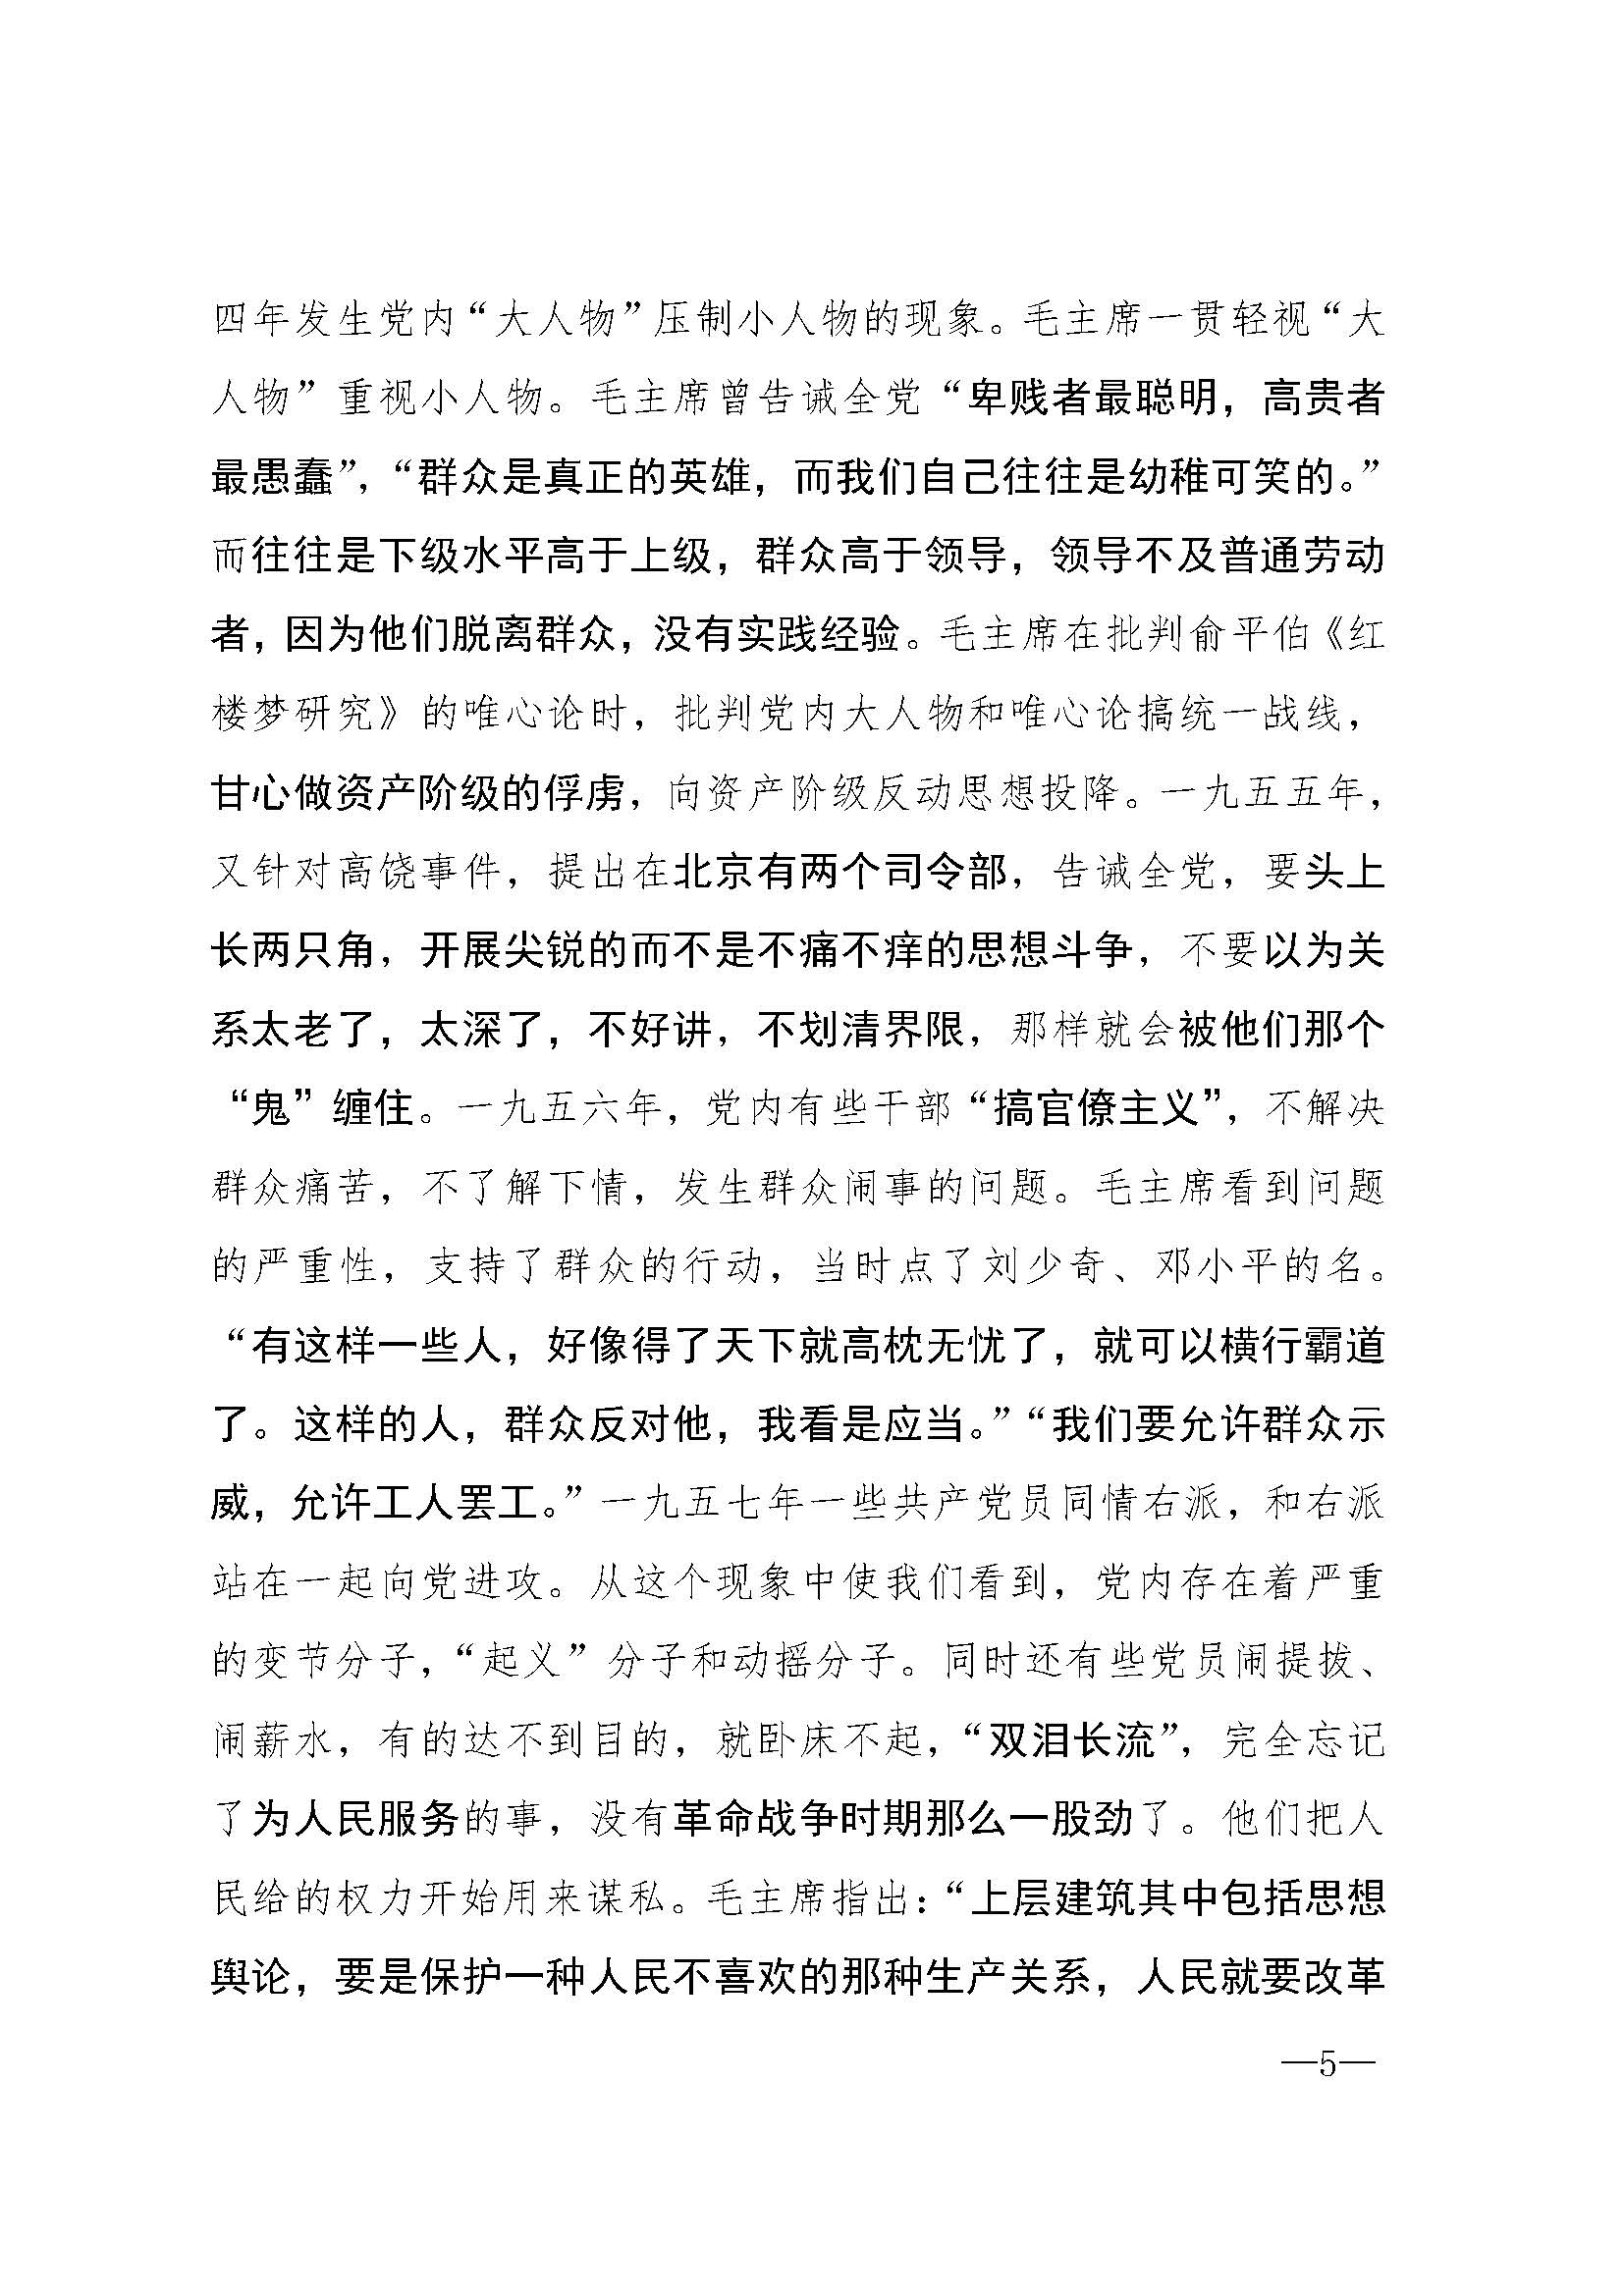 四年发生党内“大人物”压制小人物的现象。毛主席一贯轻视“大
人物”重视小人物。毛主席曾告诫全党“卑贱者最聪明，高贵者
最愚蠢”，“群众是真正的英雄，而我们自己往往是幼稚可笑的。”
而往往是下级水平高于上级，群众高于领导，领导不及普通劳动
者，因为他们脱离群众，没有实践经验。毛主席在批判俞平伯《红
楼梦研究》的唯心论时，批判党内大人物和唯心论搞统一战线，
甘心做资产阶级的俘虏，向资产阶级反动思想投降。一九五五年，
又针对高饶事件，提出在北京有两个司令部，告诫全党，要头上
长两只角，开展尖锐的而不是不痛不痒的思想斗争，不要以为关
系太老了，太深了，不好讲，不划清界限，那样就会被他们那个
“鬼”缠住。一九五六年，党内有些干部“搞官僚主义”，不解决
群众痛苦，不了解下情，发生群众闹事的问题。毛主席看到问题
的严重性，支持了群众的行动，当时点了刘少奇、邓小平的名。
“有这样一些人，好像得了天下就高枕无忧了，就可以横行霸道
了。这样的人，群众反对他，我看是应当。”“我们要允许群众示
威，允许工人罢工。”一九五七年一些共产党员同情右派，和右派
站在一起向党进攻。从这个现象中使我们看到，党内存在着严重
的变节分子，“起义”分子和动摇分子。同时还有些党员闹提拔、
闹薪水，有的达不到目的，就卧床不起，“双泪长流”，完全忘记
了为人民服务的事，没有革命战争时期那么一股劲了。他们把人
民给的权力开始用来谋私。毛主席指出：“上层建筑其中包括思想
舆论，要是保护一种人民不喜欢的那种生产关系，人民就要改革
—5—